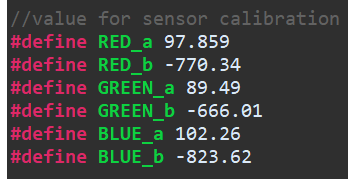 //value for sensor calibration
#define RED_a 97.859
#define RED_b -770.34
#define GREEN_a 89.49
#define GREEN_b -666.01
#define BLUE_a 102.26
#define BLUE_b -823.62